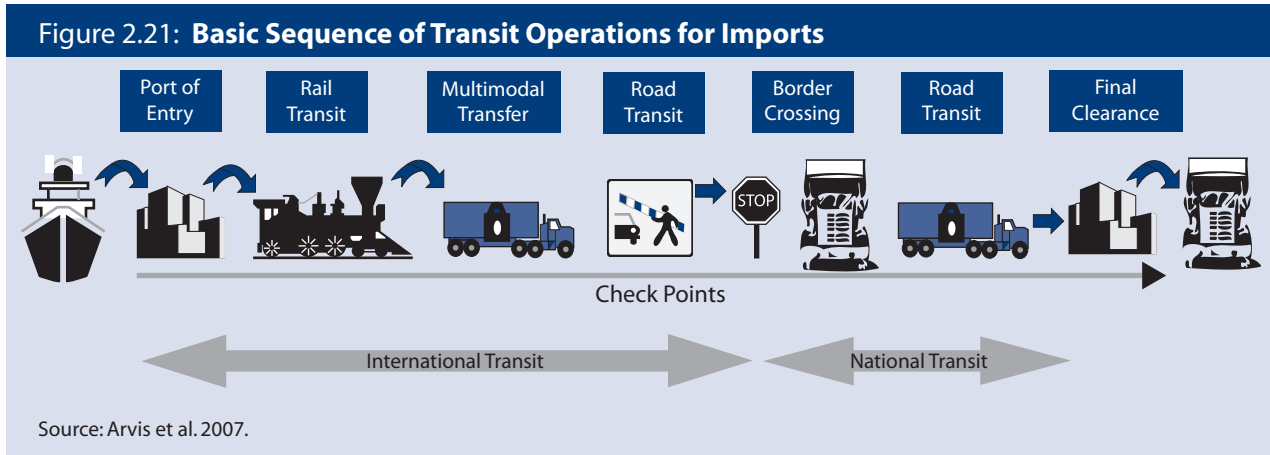 Figure 2.21: Basic Sequence of Transit Operations for Imports
Port of
Entry
Rail
Transit
Multimodal
Transfer
Road
Transit
Border
Crossing
Road
Transit
Final
Clearance
STOP
Check Points
International Transit
National Transit
Source: Arvis et al. 2007.